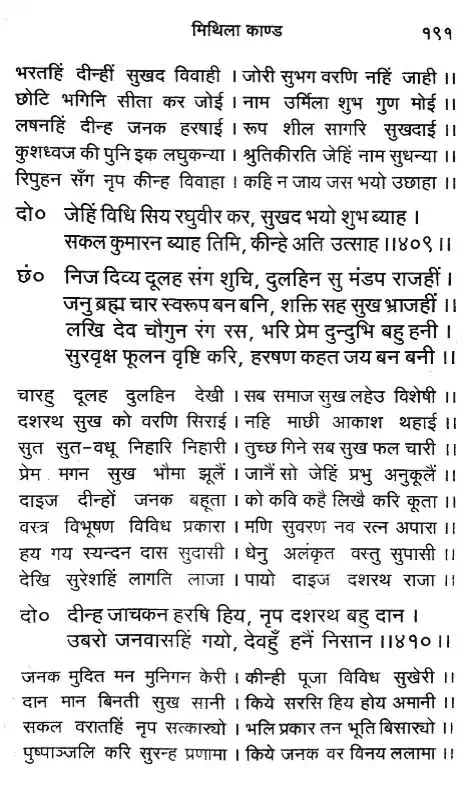 मिथिला काण्ड १९१
भरतहिं दीन्हीं सुखद विवाही । जोरी सुभग वरणि नहिं जाही ।।
छोटि भगिनि सीता कर जोई । नाम उर्मिला शुभ गुण मोई ।।
लषनहिं दीन्ह जनक हरषाई । रूप शील सागरि सुखदाई ।।
कुशध्वज की पुनि इक लघुकन्या । श्रुतिकीरति जेहिं नाम सुधन्या ।।
रिपुहन सँग नृप कीन्ह विवाहा । कहि न जाय जस भयो उछाहा ।।
दो० जेहिं विधि सिय रघुवीर कर, सुखद भयो शुभ ब्याह ।
सकल कुमारन ब्याह तिमि, कीन्हे अति उत्साह ।।४०९।।
छं० निज दिव्य दूलह संग शुचि, दुलहिन सु मंडप राजहीं ।
जनु ब्रह्म चार स्वरूप बन बनि, शक्ति सह सुख भ्राजहीं ।।
लखि देव चौगुन रंग रस, भरि प्रेम दुन्दुभि बहु हनी ।
सुरवृक्ष फूलन वृष्टि करि, हरषण कहत जय बन बनी ।।
चारहु दूलह दुलहिन देखी । सब समाज सुख लहेउ विशेषी ।।
दशरथ सुख को वरणि सिराई । नहि माछी आकाश थहाई ।।
सुत सुत-वधू निहारि निहारी । तुच्छ गिने सब सुख फल चारी ।।
प्रेम मगन सुख भौमा झूलैं । जानैं सो जेहिं प्रभु अनुकूलैं ।।
दाइज दीन्हों जनक बहूता । को कवि कहै लिखै करि कूता ।।
वस्त्र विभूषण विविध प्रकारा । मणि सुवरण नव रत्न अपारा ।।
हय गय स्यन्दन दास सुदासी । धेनु अलंकृत वस्तु सुपासी ।।
देखि सुरेशहिं लागति लाजा । पायो दाइज दशरथ राजा ।।
दो० दीन्ह जाचकन हरषि हिय, नृप दशरथ बहु दान ।
उबरो जनवासहिं गयो, देवहुँ हनैं निसान ।।४१०।।
जनक मुदित मन मुनिगन केरी । कीन्ही पूजा विविध सुखेरी ।।
दान मान बिनती सुख सानी । किये सरसि हिय होय अमानी ।।
सकल वरातहिं नृप सत्कार्‍यो । भलि प्रकार तन भूति बिसार्‍यो ।।
पुष्पाञ्जलि करि सुरन्ह प्रणामा । किये जनक वर विनय ललामा ।।